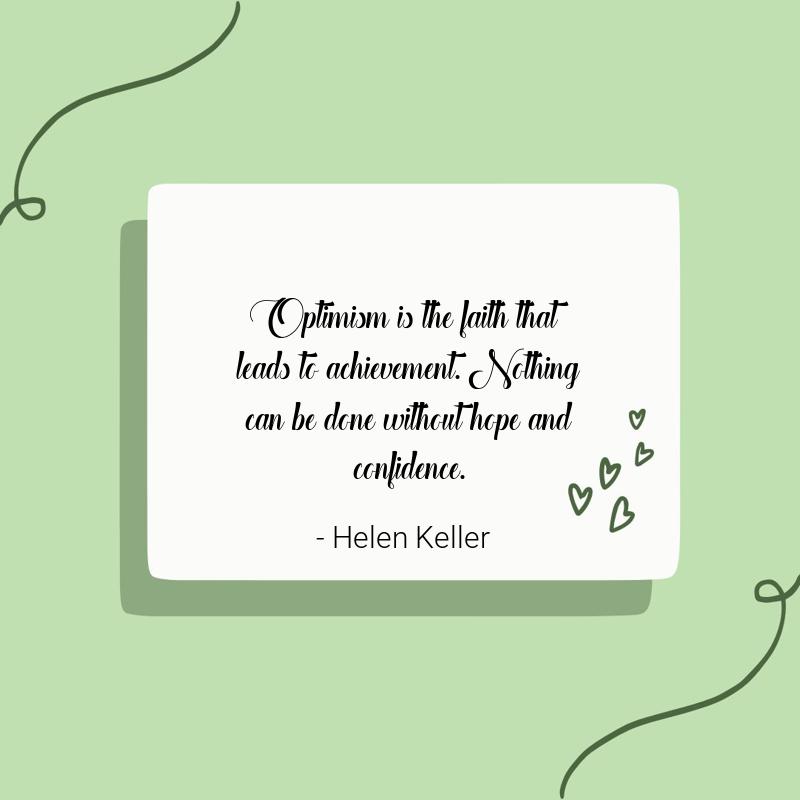 Optimism is the faith that
leads to achievement. Nothing
can be done without hope and
confidence.
- Helen Keller